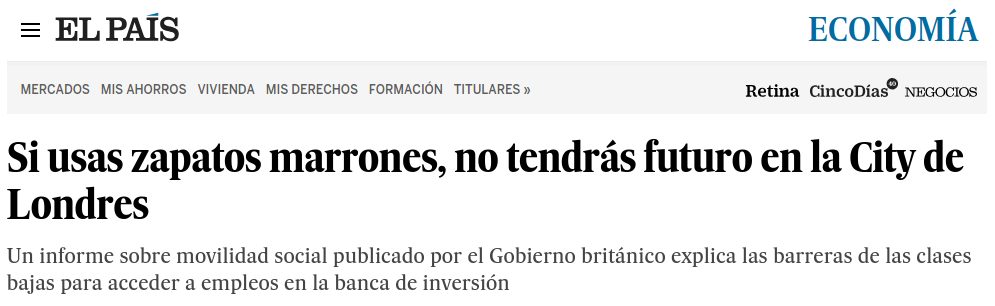 EL PAÍS
ECONOMÍA
MERCADOS MIS AHORROS VIVIENDA MIS DERECHOS FORMACIÓN TITULARES »
Retina CincoDías 40 NEGOCIOS
Si usas zapatos marrones, no tendrás futuro en la City de
Londres
Un informe sobre movilidad social publicado por el Gobierno británico explica las barreras de las clases
bajas para acceder a empleos en la banca de inversión